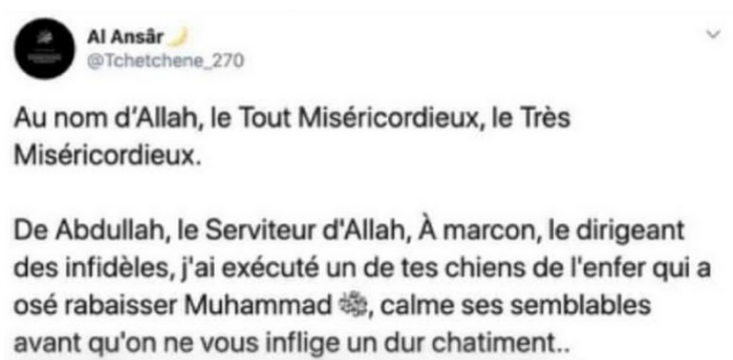 Al Ansâr 🌙
@Tchetchene_270
Au nom d'Allah, le Tout Miséricordieux, le Très
Miséricordieux.
De Abdullah, le Serviteur d'Allah, À marcon, le dirigeant
des infidèles, j'ai exécuté un de tes chiens de l'enfer qui a
osé rabaisser Muhammad ﷺ, calme ses semblables
avant qu'on ne vous inflige un dur chatiment..